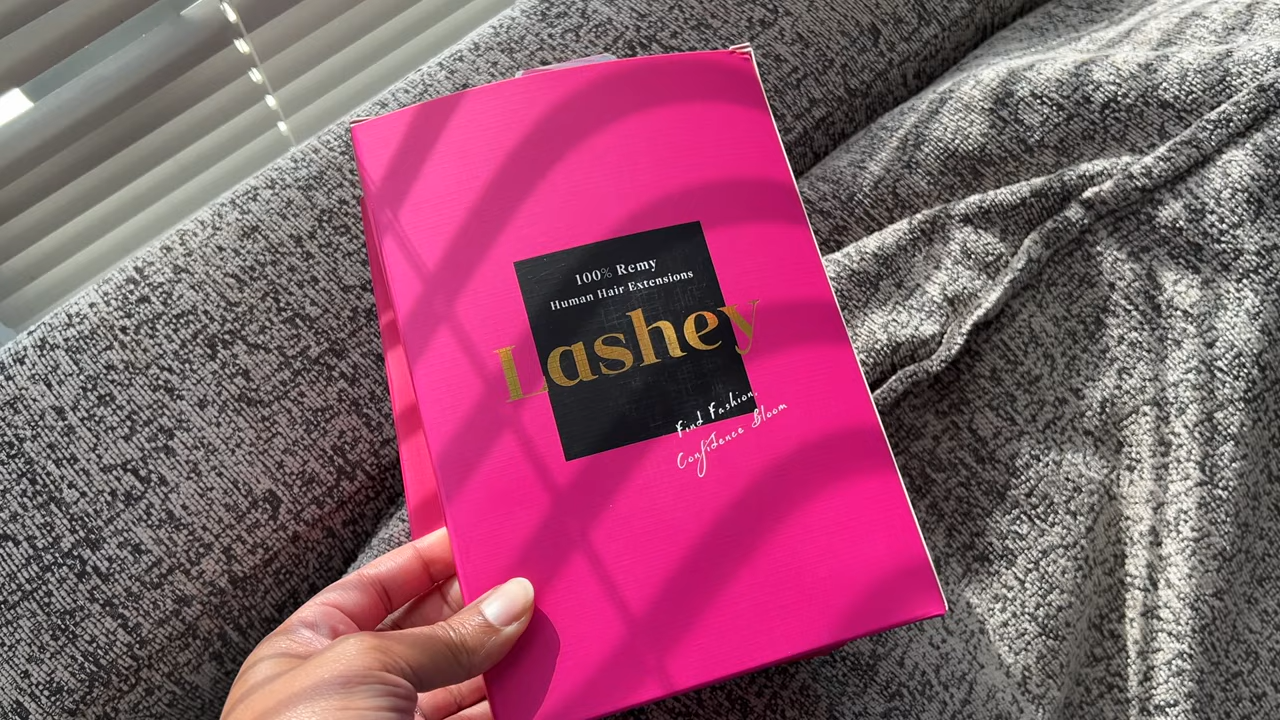 100% Remy
Human Hair Extensions
Lashey
Find Fashion,
Confidence Bloom